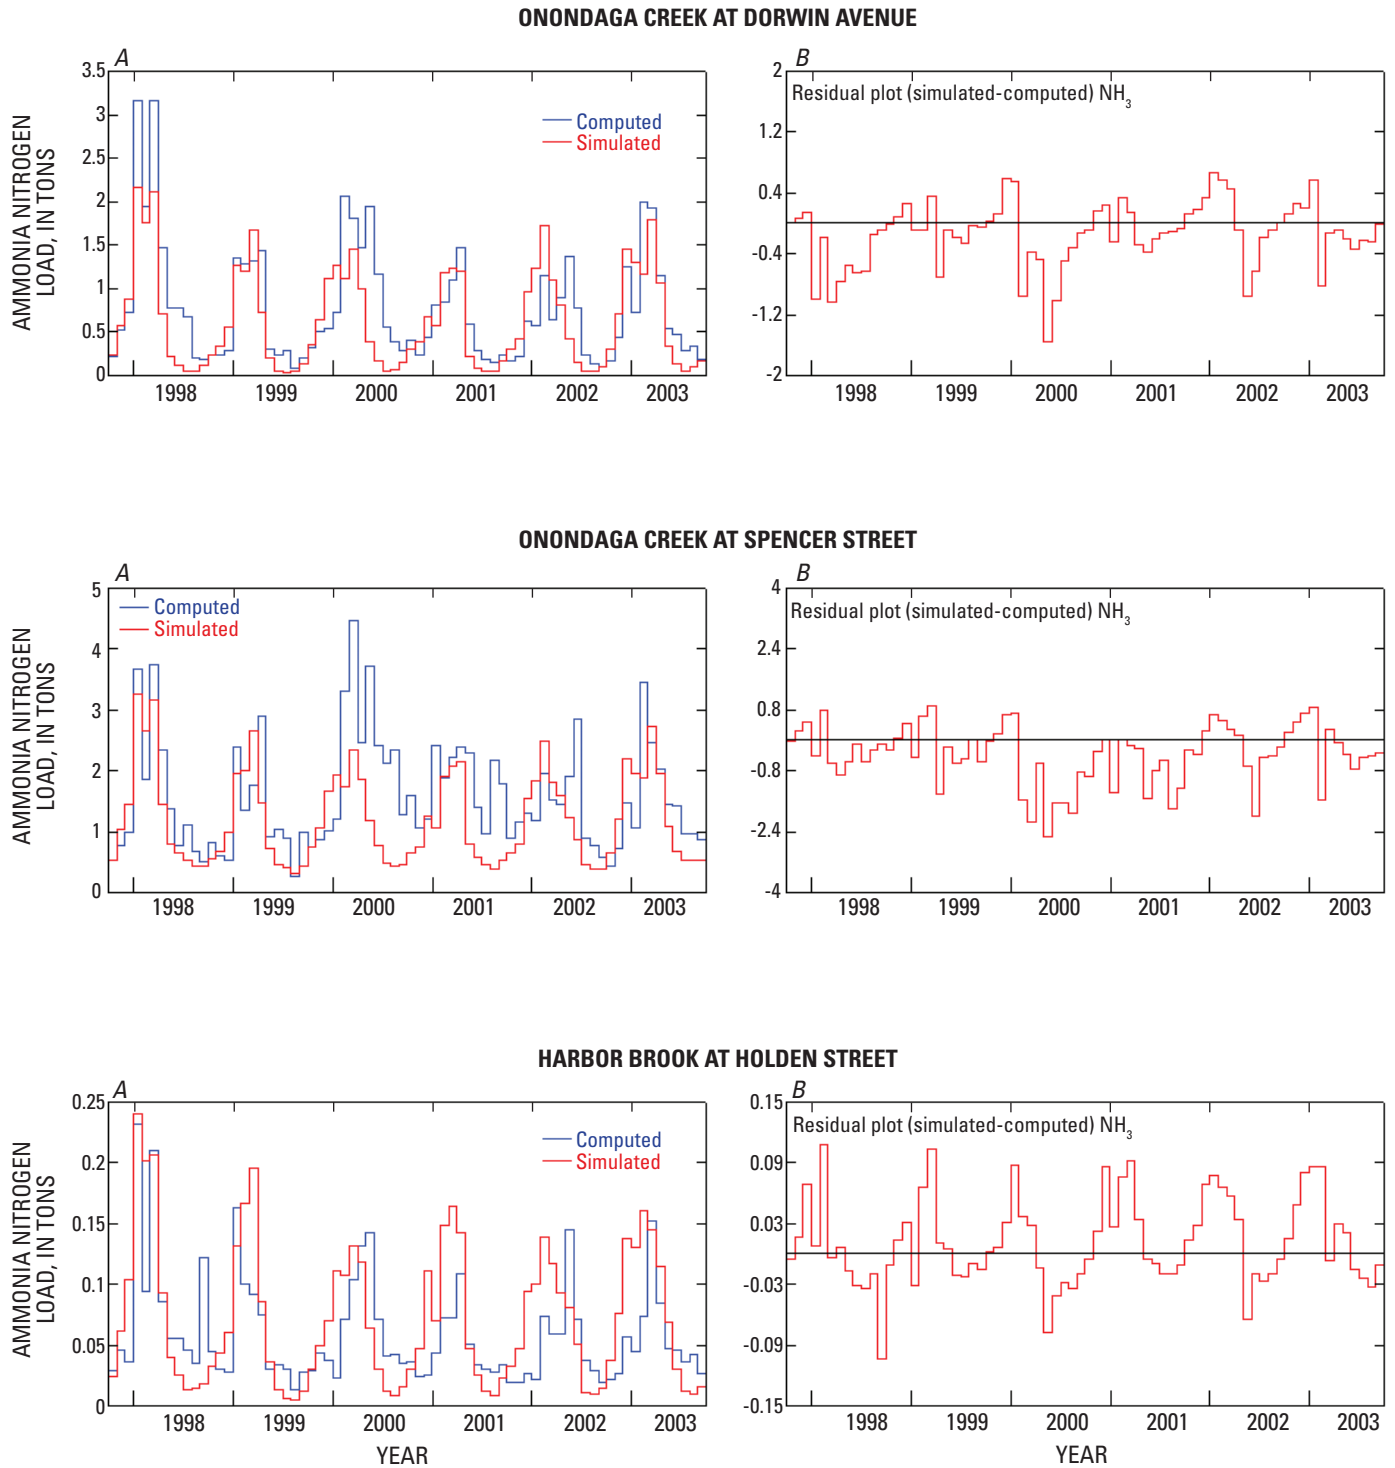 ONONDAGA CREEK AT DORWIN AVENUE
A
AMMONIA NITROGEN
LOAD, IN TONS
3.5
3
2.5
2
1.5
1
0.5
0
Computed
Simulated
1998 1999 2000 2001 2002 2003
B
Residual plot (simulated-computed) NH3
2
1.2
0.4
-0.4
-1.2
-2
1998 1999 2000 2001 2002 2003
ONONDAGA CREEK AT SPENCER STREET
A
AMMONIA NITROGEN
LOAD, IN TONS
5
4
3
2
1
0
Computed
Simulated
1998 1999 2000 2001 2002 2003
B
Residual plot (simulated-computed) NH3
4
2.4
0.8
-0.8
-2.4
-4
1998 1999 2000 2001 2002 2003
HARBOR BROOK AT HOLDEN STREET
A
AMMONIA NITROGEN
LOAD, IN TONS
0.25
0.2
0.15
0.1
0.05
0
Computed
Simulated
1998 1999 2000 2001 2002 2003
YEAR
B
Residual plot (simulated-computed) NH3
0.15
0.09
0.03
-0.03
-0.09
-0.15
1998 1999 2000 2001 2002 2003
YEAR